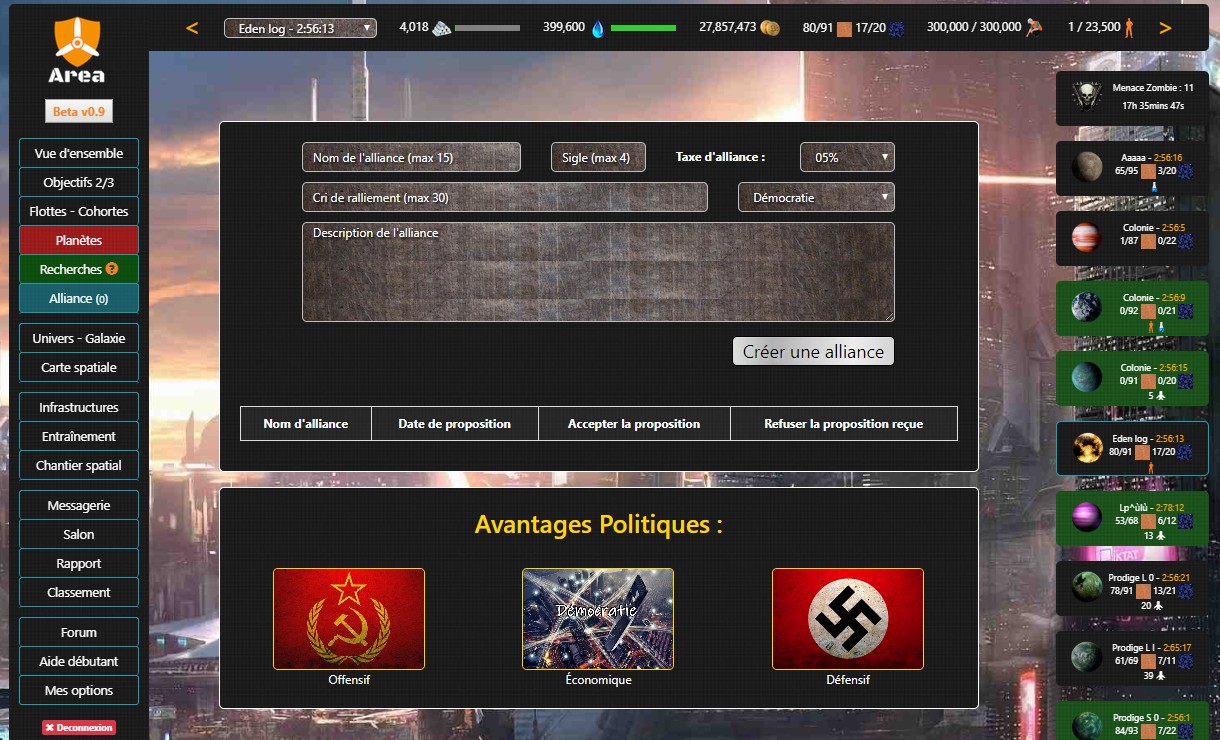 Eden log - 2:56:13
4,018
399,600
27,857,473
80/91 17/20
300,000 / 300,000
1 / 23,500
Area
Beta v0.9
Vue d'ensemble
Objectifs 2/3
Flottes - Cohortes
Planètes
Recherches
Alliance (0)
Univers - Galaxie
Carte spatiale
Infrastructures
Entraînement
Chantier spatial
Messagerie
Salon
Rapport
Classement
Forum
Aide débutant
Mes options
Deconnexion
Nom de l'alliance (max 15)
Sigle (max 4)
Taxe d'alliance :
05%
Cri de ralliement (max 30)
Démocratie
Description de l'alliance
Créer une alliance
Nom d'alliance
Date de proposition
Accepter la proposition
Refuser la proposition reçue
Avantages Politiques :
Démocratie
Offensif
Économique
Défensif
Menace Zombie : 11
17h 35mins 47s
Aaaaa - 2:56:16
65/95 3/20
Colonie - 2:56:5
1/87 0/22
Colonie - 2:56:9
0/92 0/21
Colonie - 2:56:15
0/91 0/20
5
Eden log - 2:56:13
80/91 17/20
Lp^ùlù - 2:78:12
53/68 6/12
13
Prodige L 0 - 2:56:21
78/91 13/21
20
Prodige L I - 2:65:17
61/69 7/11
39
Prodige S 0 - 2:56:1
84/93 7/22